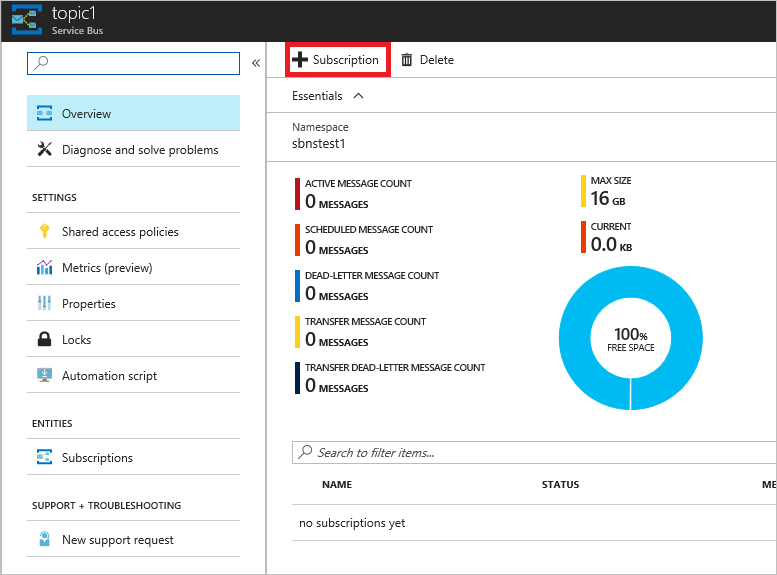 topic1
Service Bus
«
Overview
Diagnose and solve problems
SETTINGS
Shared access policies
Metrics (preview)
Properties
Locks
Automation script
ENTITIES
Subscriptions
SUPPORT + TROUBLESHOOTING
New support request
Subscription
Delete
Essentials
Namespace
sbnstest1
ACTIVE MESSAGE COUNT
0 MESSAGES
SCHEDULED MESSAGE COUNT
0 MESSAGES
DEAD-LETTER MESSAGE COUNT
0 MESSAGES
TRANSFER MESSAGE COUNT
0 MESSAGES
TRANSFER DEAD-LETTER MESSAGE COUNT
0 MESSAGES
MAX SIZE
16 GB
CURRENT
0.0 KB
100%
FREE SPACE
Search to filter items...
NAME STATUS ME
no subscriptions yet